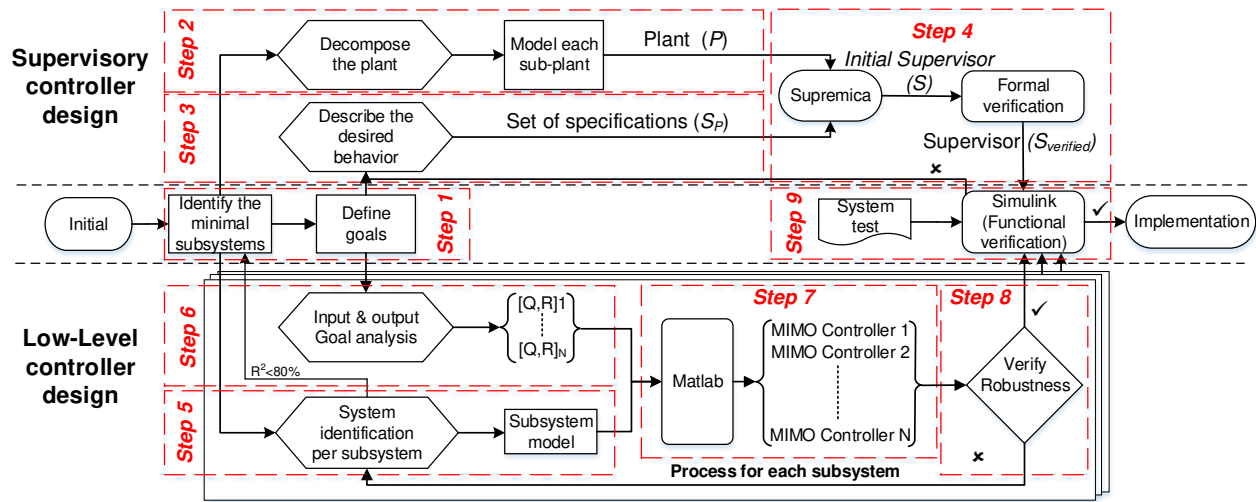 Supervisory
controller
design
Step 2
Decompose
the plant
Model each
sub-plant
Plant (P)
Step 3
Describe the
desired
behavior
Set of specifications (SP)
Step 4
Supremica
Initial Supervisor
(S)
Formal
verification
Supervisor (Sverified)
✘
Initial
Identify the
minimal
subsystems
Define
goals
Step 1
Step 9
System
test
Simulink
(Functional
verification)
✓
Implementation
Low-Level
controller
design
Step 6
Input & output
Goal analysis
[Q,R]1
[Q,R]N
R²<80%
Step 5
System
identification
per subsystem
Subsystem
model
Step 7
Matlab
MIMO Controller 1
MIMO Controller 2
MIMO Controller N
Step 8
✓
Verify
Robustness
✘
Process for each subsystem